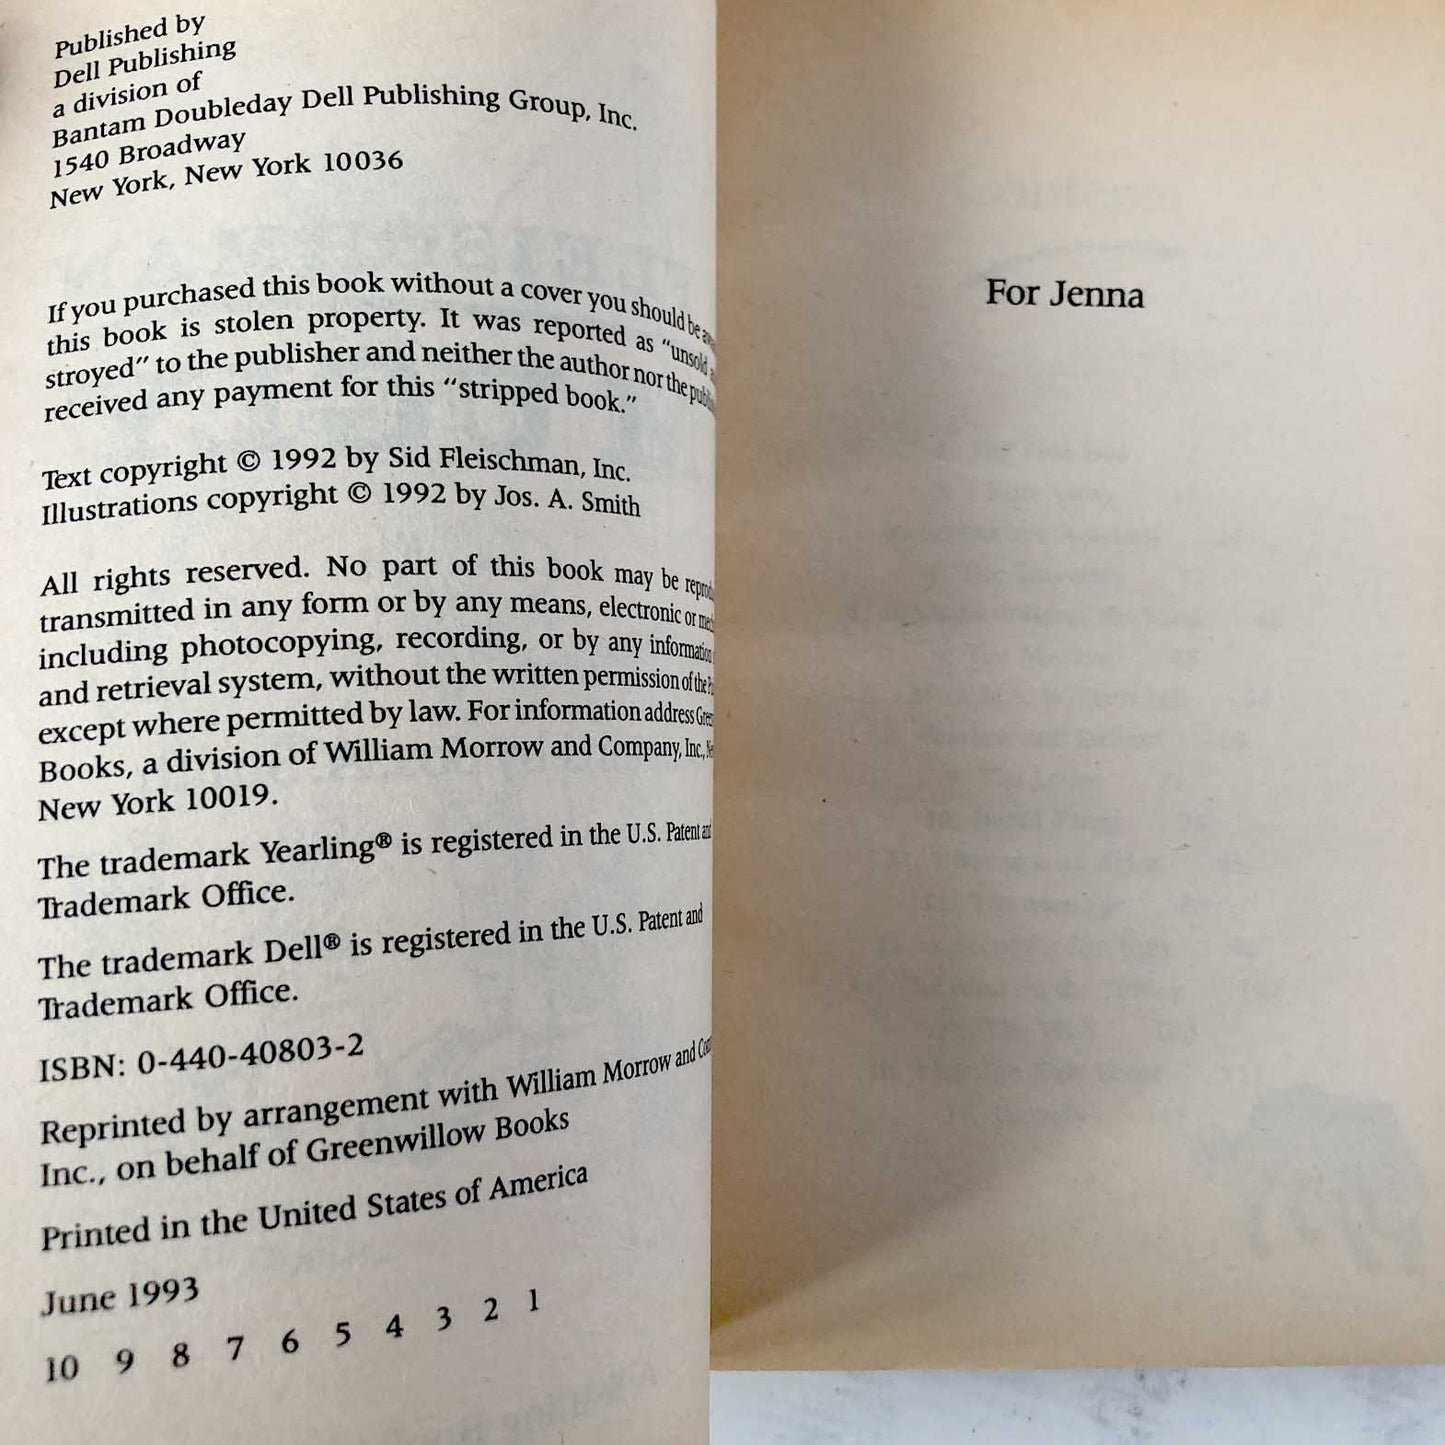 Published by
Dell Publishing
a division of
Bantam Doubleday Dell Publishing Group, Inc.
1540 Broadway
New York, New York 10036
If you purchased this book without a cover you should be
this book is stolen property. It was reported as "unsold
stroyed" to the publisher and neither the author nor the
received any payment for this "stripped book."
Text copyright © 1992 by Sid Fleischman, Inc.
Illustrations copyright © 1992 by Jos. A. Smith
All rights reserved. No part of this book may be
transmitted in any form or by any means, electronic or
including photocopying, recording, or by any information
and retrieval system, without the written permission of the
except where permitted by law. For information address
Books, a division of William Morrow and Company, Inc.,
New York 10019.
The trademark Yearling® is registered in the U.S. Patent and
Trademark Office.
The trademark Dell® is registered in the U.S. Patent and
Trademark Office.
ISBN: 0-440-40803-2
Reprinted by arrangement with William Morrow and
Inc., on behalf of Greenwillow Books
Printed in the United States of America
June 1993
10 9 8 7 6 5 4 3 2 1
For Jenna